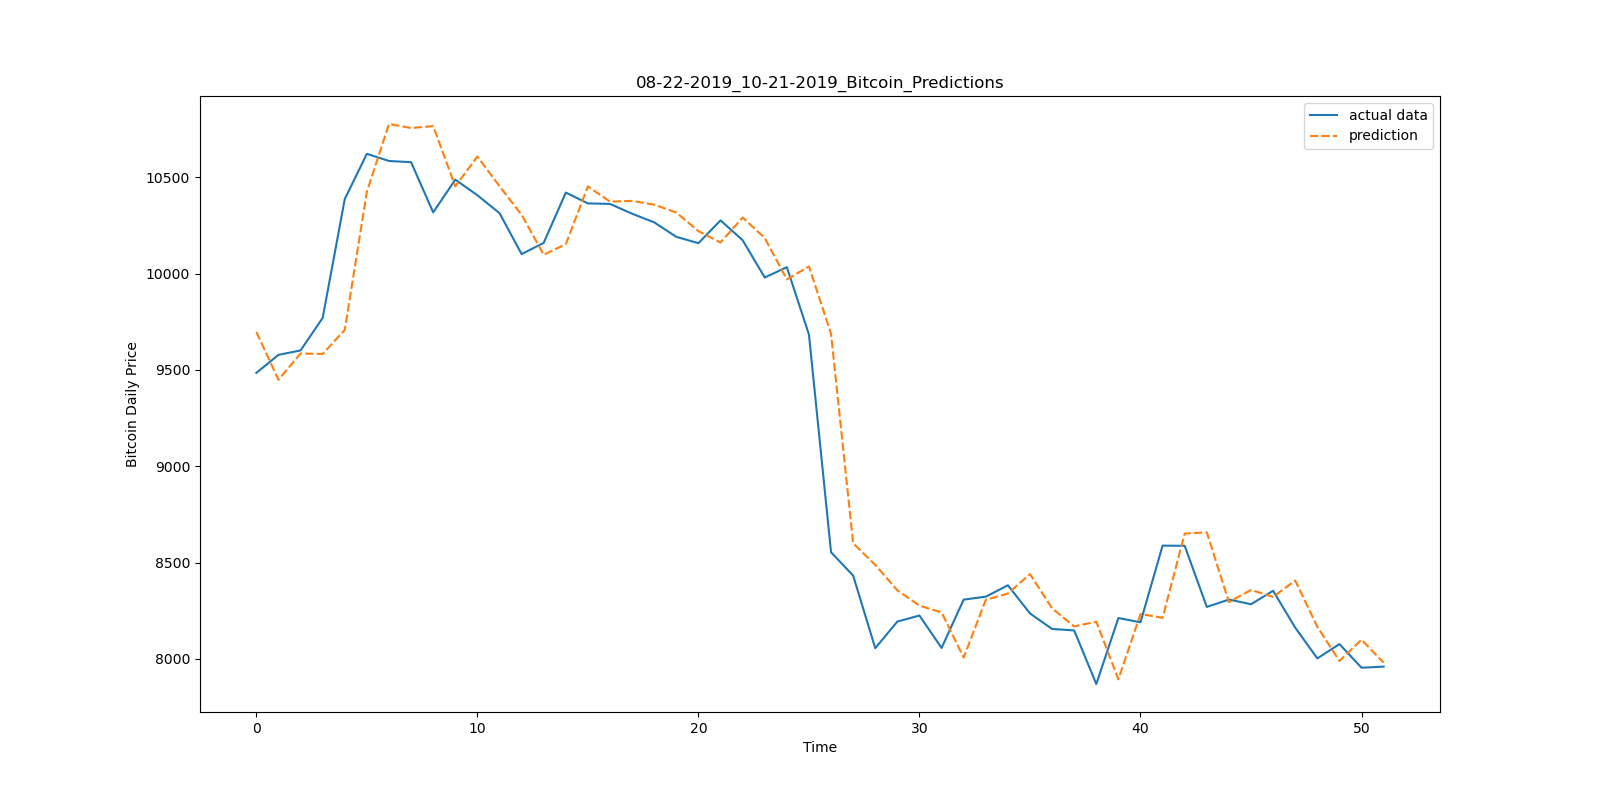 08-22-2019_10-21-2019_Bitcoin_Predictions
actual data
prediction
10500
10000
9500
9000
8500
8000
Bitcoin Daily Price
0 10 20 30 40 50
Time